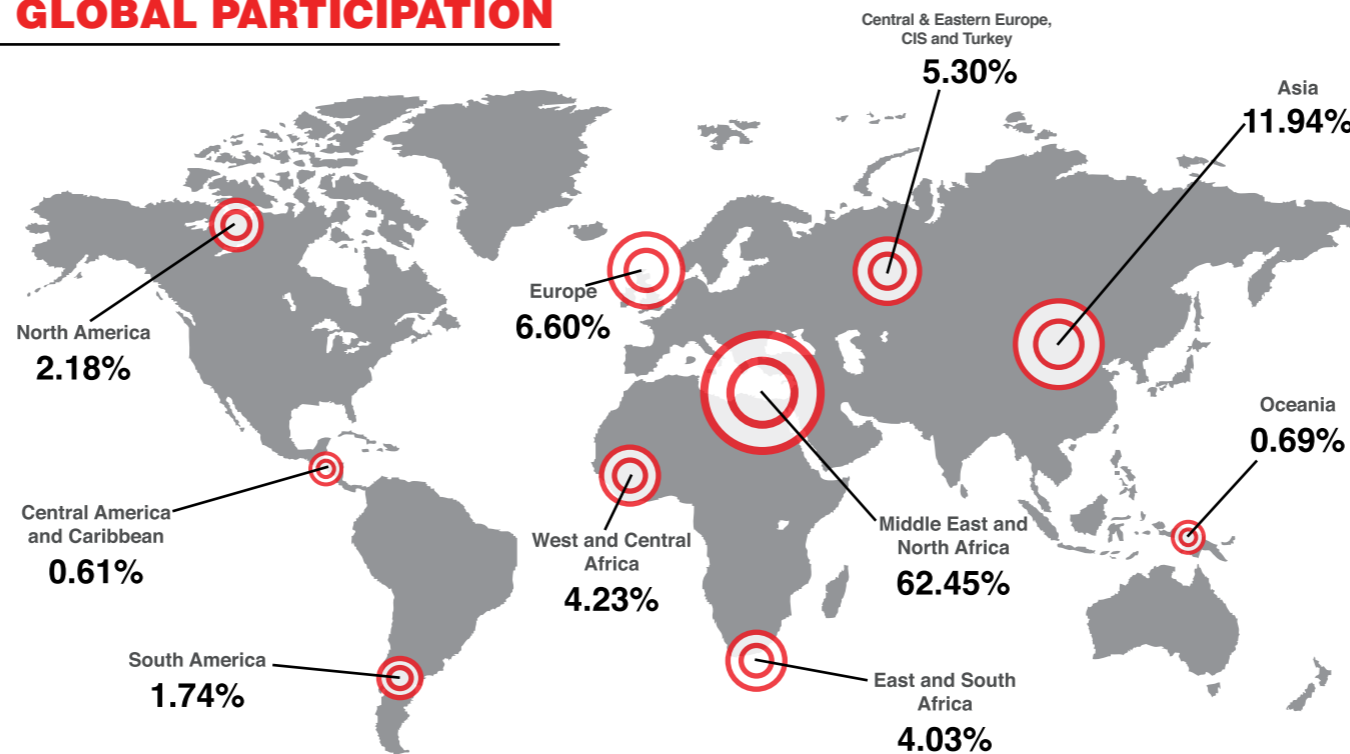 GLOBAL PARTICIPATION
Central & Eastern Europe,
CIS and Turkey
5.30%
Asia
11.94%
Europe
6.60%
North America
2.18%
Oceania
0.69%
Central America
and Caribbean
0.61%
West and Central
Africa
4.23%
Middle East and
North Africa
62.45%
South America
1.74%
East and South
Africa
4.03%